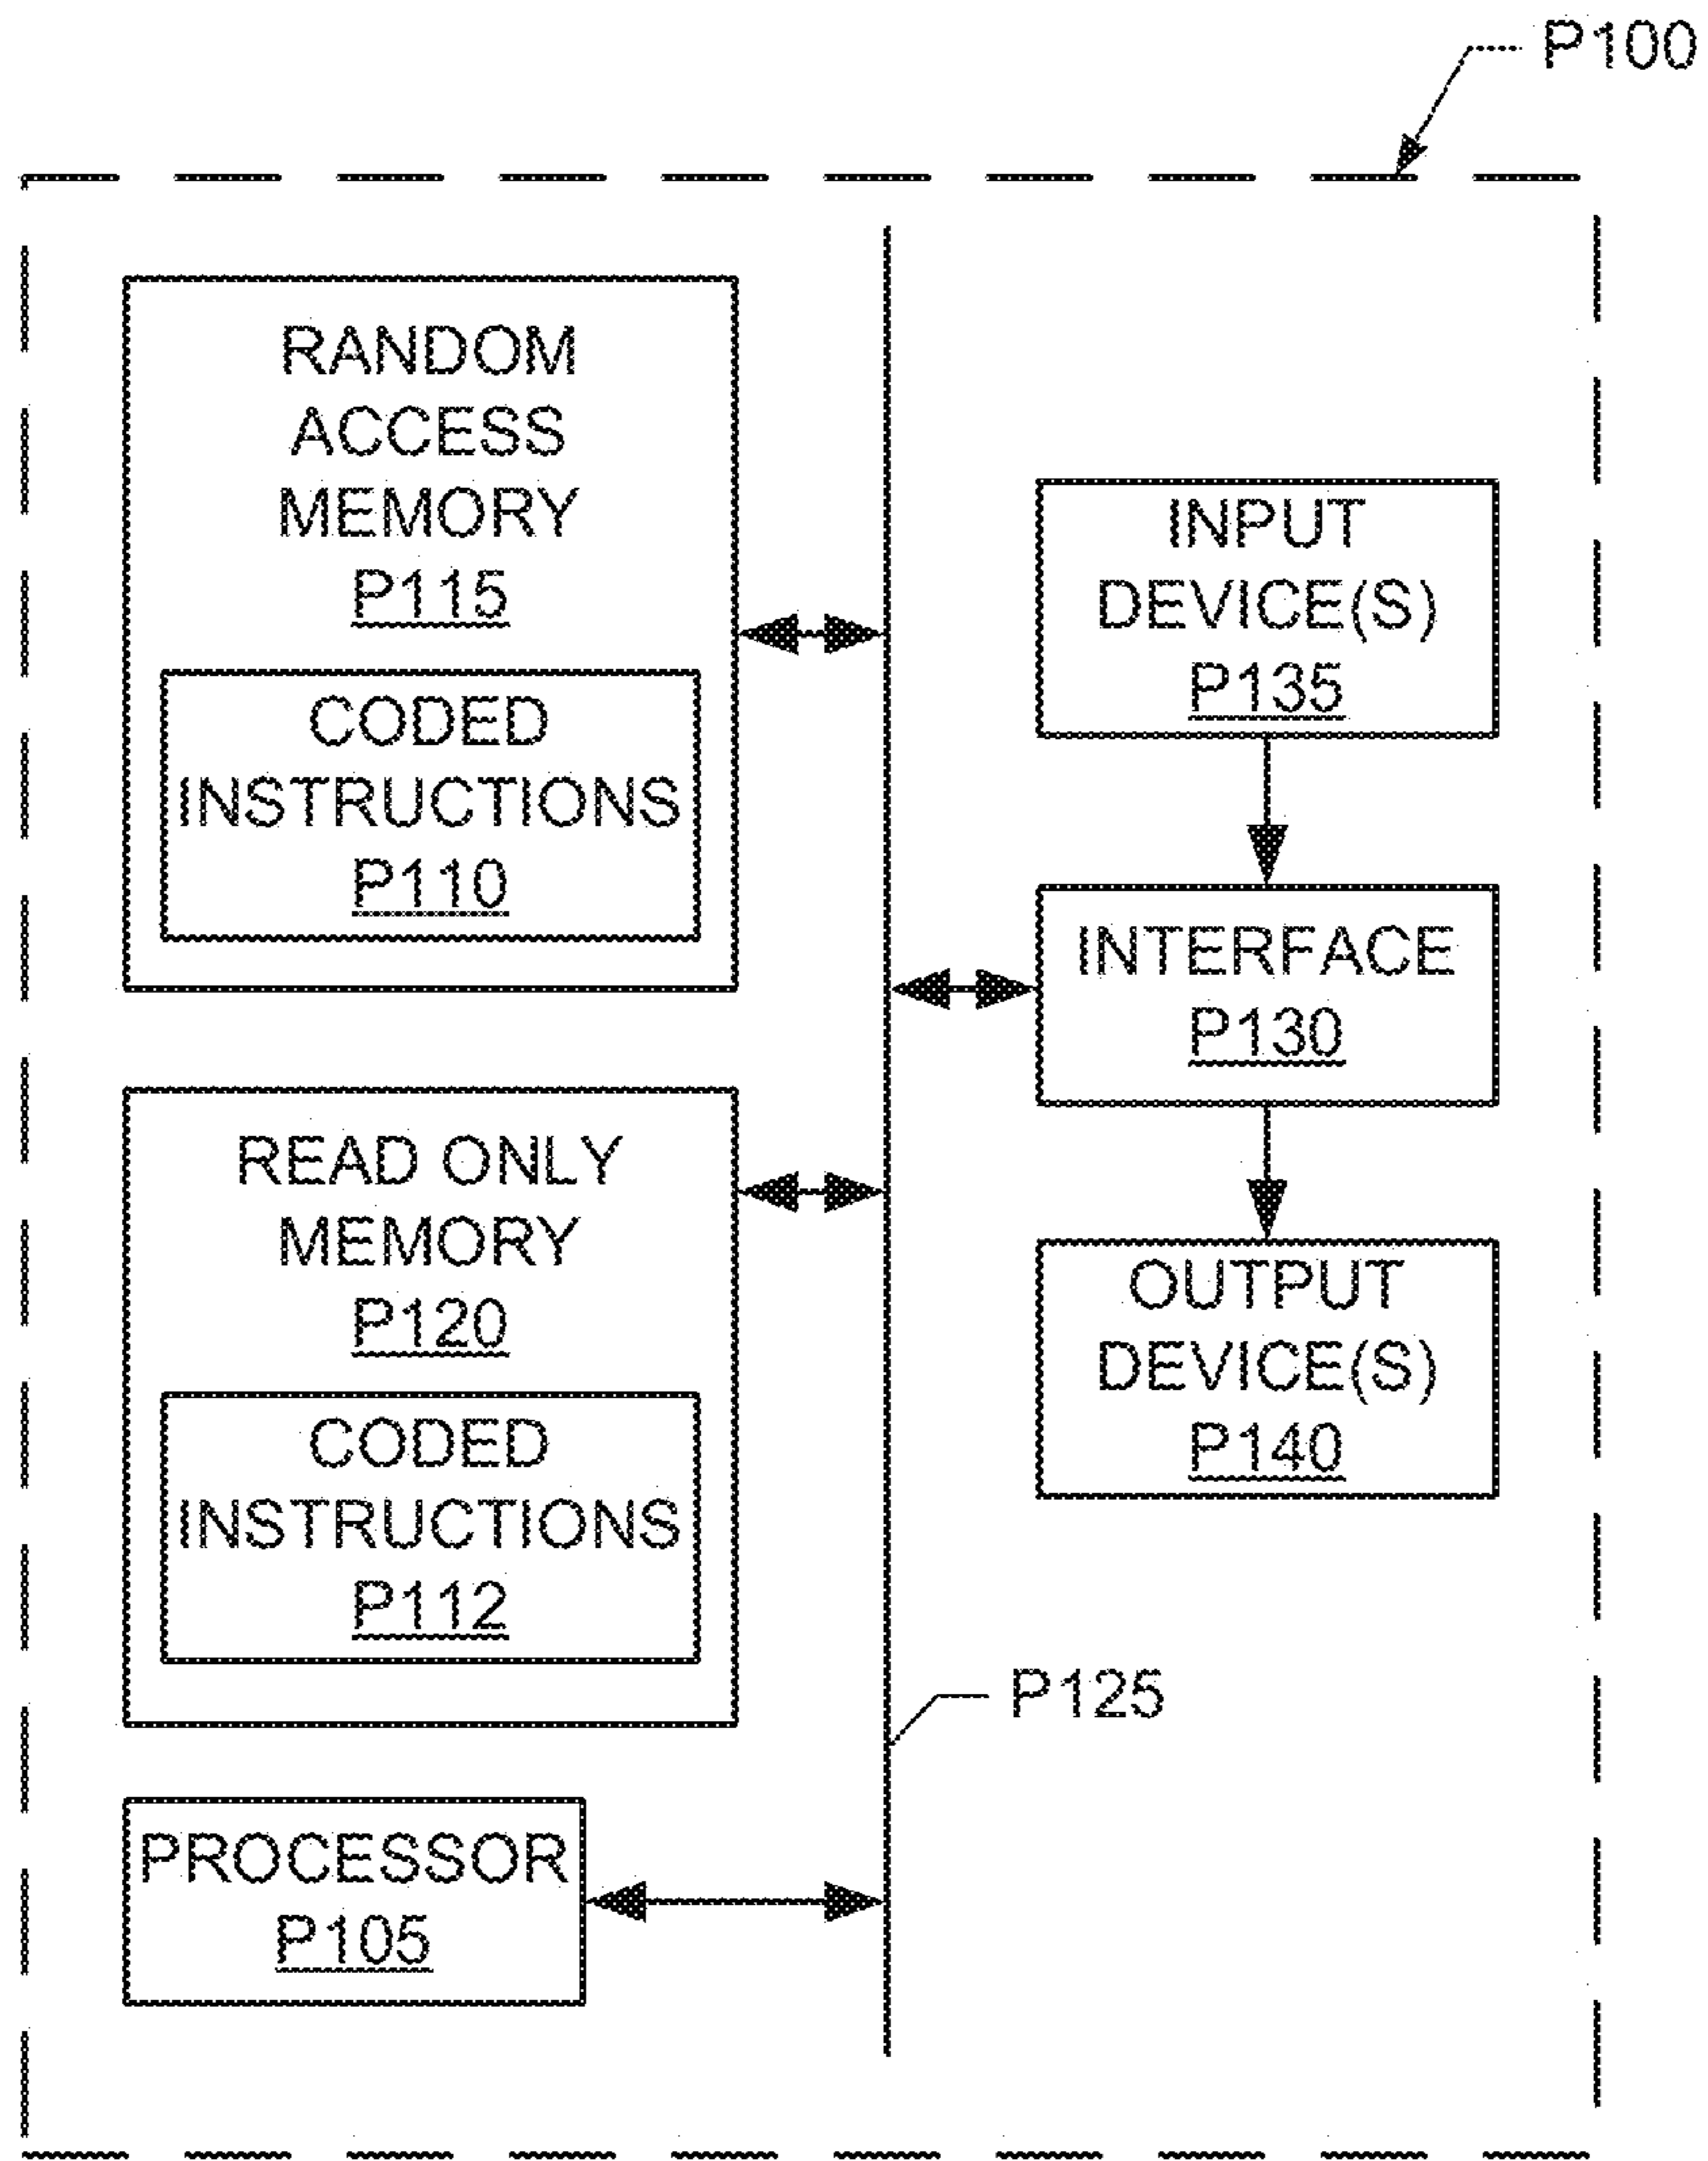 P100
RANDOM
ACCESS
MEMORY
P115
CODED
INSTRUCTIONS
P110
READ ONLY
MEMORY
P120
CODED
INSTRUCTIONS
P112
PROCESSOR
P105
INPUT
DEVICE(S)
P135
INTERFACE
P130
OUTPUT
DEVICE(S)
P140
P125